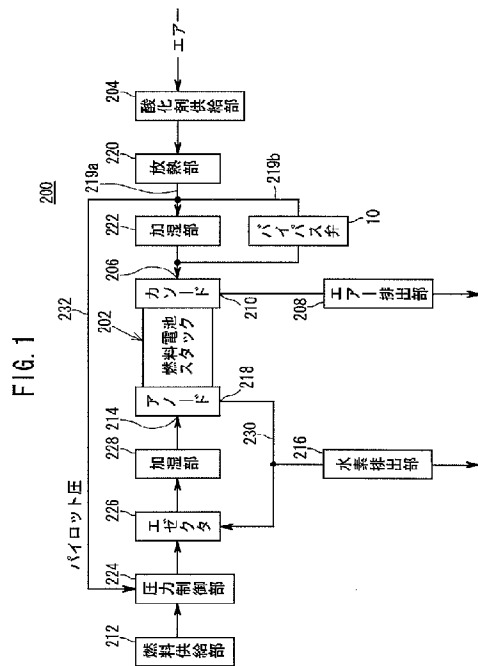 FIG. 1
200
エアー
204
酸化剤供給部
220
放熱部
219a
219b
222
加湿部
10
バイパス弁
206
232
カソード
210
208
エアー排出部
202
燃料電池
スタック
アノード
214
218
228
加湿部
230
216
水素排出部
226
エゼクタ
パイロット圧
224
圧力制御部
212
燃料供給部